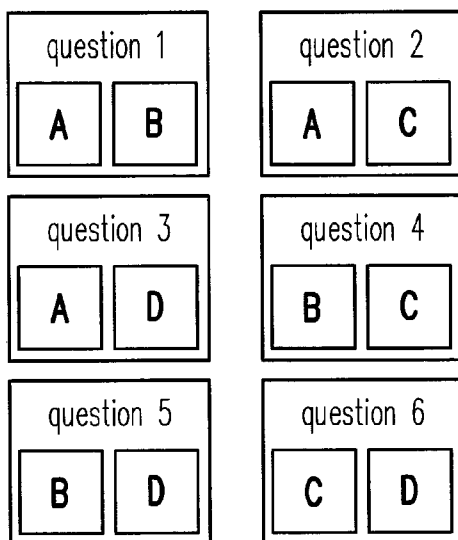 question 1
A B
question 2
A C
question 3
A D
question 4
B C
question 5
B D
question 6
C D